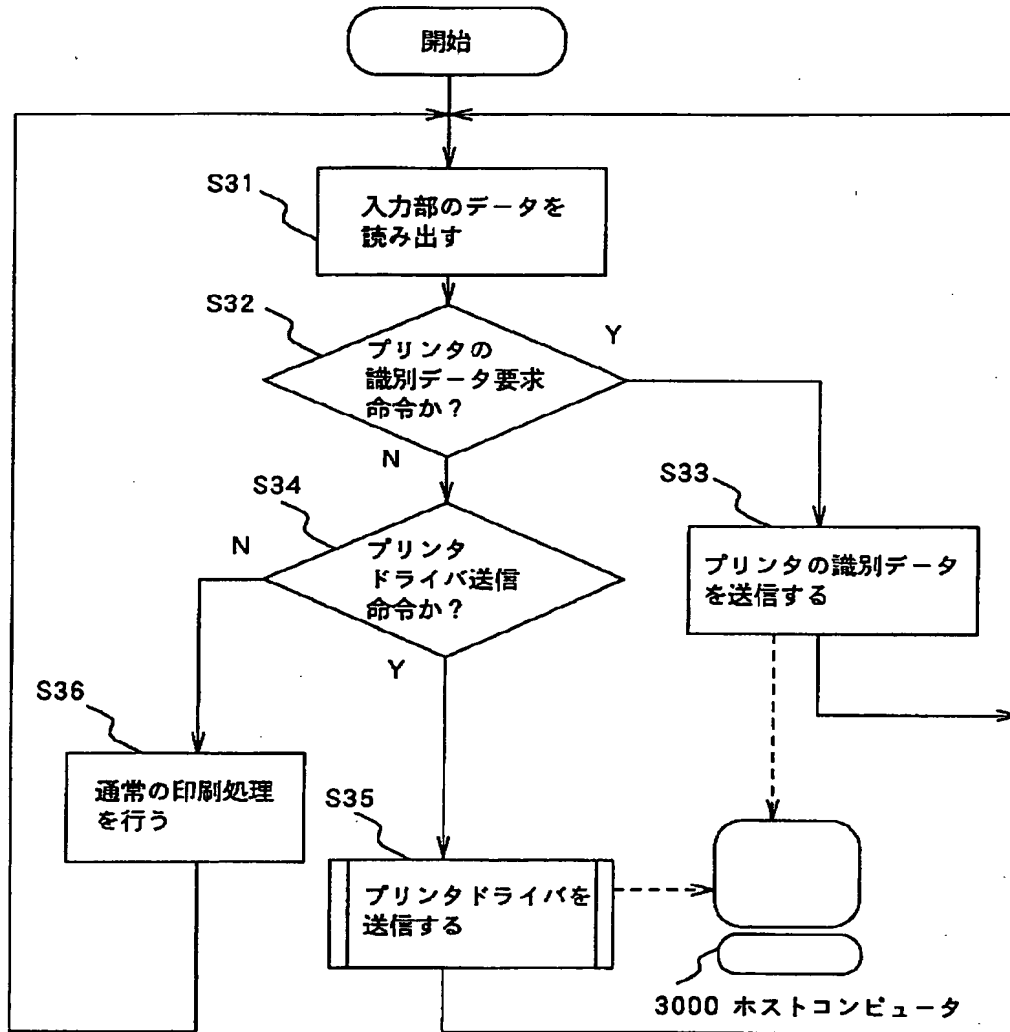 開始
S31
入力部のデータを
読み出す
S32
プリンタの
識別データ要求
命令か？
Y
N
S33
プリンタの識別データ
を送信する
S34
プリンタ
ドライバ送信
命令か？
N
Y
S36
通常の印刷処理
を行う
S35
プリンタドライバを
送信する
3000 ホストコンピュータ